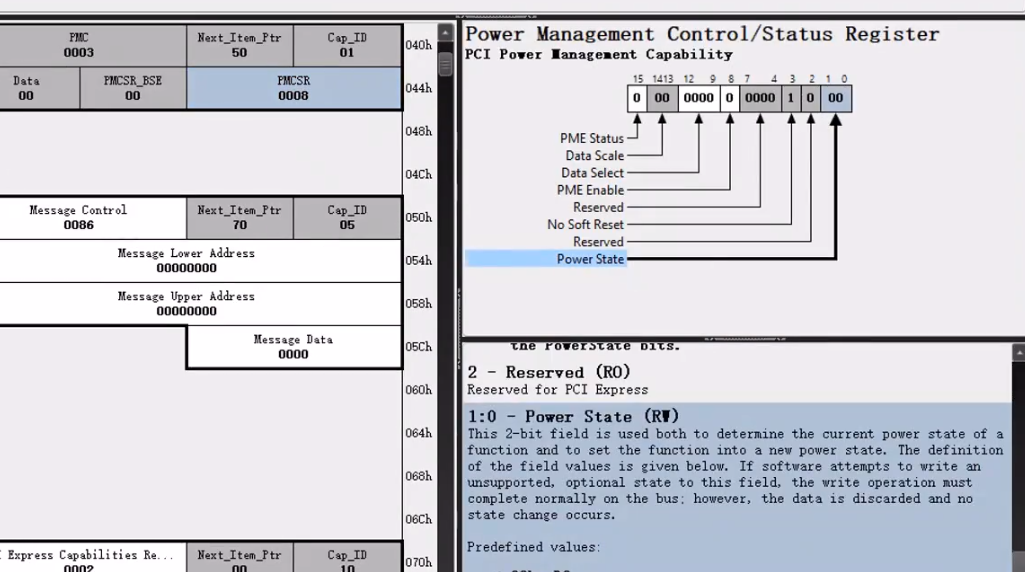 PMC
0003
Next_Item_Ptr
50
Cap_ID
01
040h
Data
00
PMCSR_BSE
00
PMCSR
0008
044h
048h
04Ch
Message Control
0086
Next_Item_Ptr
70
Cap_ID
05
050h
Message Lower Address
00000000
054h
Message Upper Address
00000000
058h
Message Data
0000
05Ch
060h
064h
068h
06Ch
Express Capabilities Re...
0002
Next_Item_Ptr
00
Cap_ID
10
070h
Power Management Control/Status Register
PCI Power Management Capability
15 1413 12 9 8 7 4 3 2 1 0
0 00 0000 0 0000 1 0 00
PME Status
Data Scale
Data Select
PME Enable
Reserved
No Soft Reset
Reserved
Power State
the PowerState bits.
2 - Reserved (RO)
Reserved for PCI Express
1:0 - Power State (RW)
This 2-bit field is used both to determine the current power state of a
function and to set the function into a new power state. The definition
of the field values is given below. If software attempts to write an
unsupported, optional state to this field, the write operation must
complete normally on the bus; however, the data is discarded and no
state change occurs.
Predefined values: